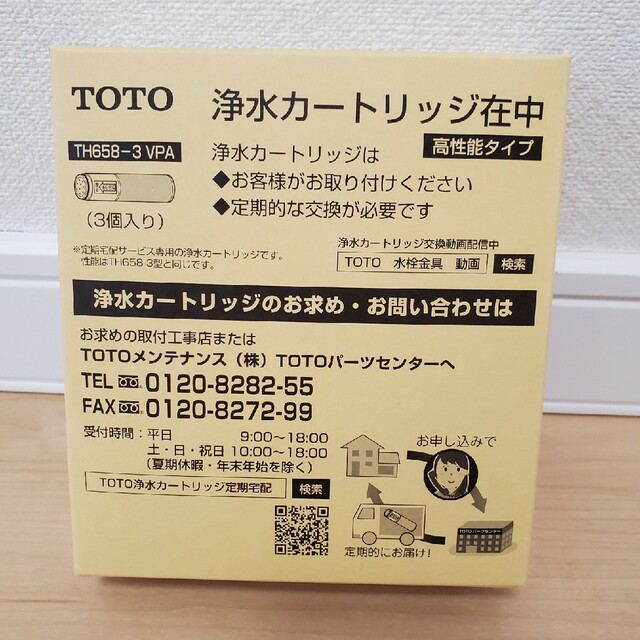 TOTO
浄水カートリッジ在中
高性能タイプ
TH658-3 VPA
(3個入り)
浄水カートリッジは
◆お客様がお取り付けください
◆定期的な交換が必要です
※定期宅配サービス専用の浄水カートリッジです。
性能はTH658-3型と同じです。
浄水カートリッジ交換動画配信中
TOTO 水栓金具 動画 検索
浄水カートリッジのお求め・お問い合わせは
お求めの取付工事店または
TOTOメンテナンス(株)TOTOパーツセンターへ
TEL 0120-8282-55
FAX 0120-8272-99
受付時間:平日 9:00~18:00
土・日・祝日 10:00~18:00
(夏期休暇・年末年始を除く)
TOTO浄水カートリッジ定期宅配 検索
お申し込みで
TOTOパーツセンター
定期的にお届け!